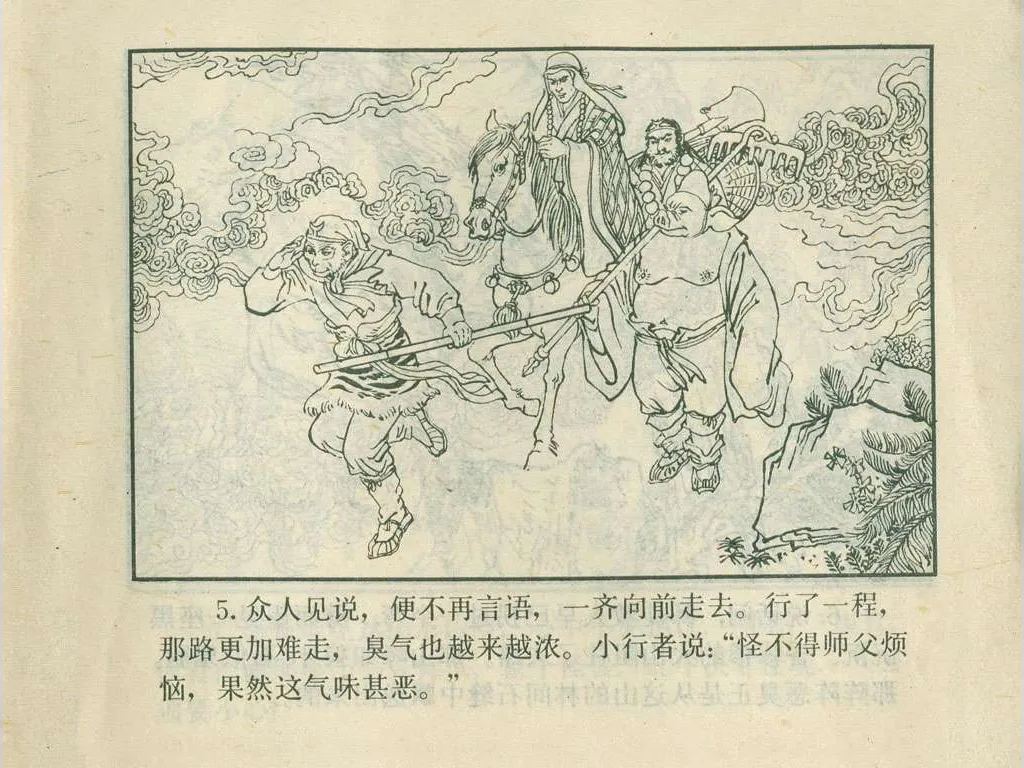 5.众人见说，便不再言语，一齐向前走去。行了一程，
那路更加难走，臭气也越来越浓。小行者说：“怪不得师父烦
恼，果然这气味甚恶。”